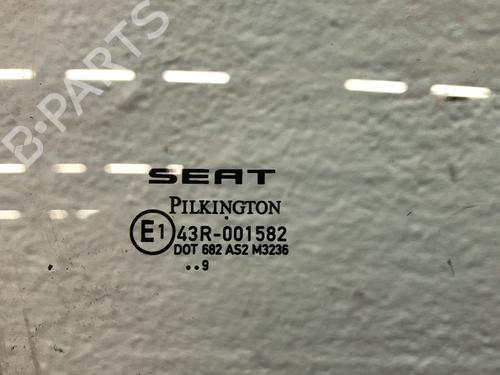 B-PARTS
SEAT
PILKINGTON
E1 43R-001582
DOT 682 AS2 M3236
..9